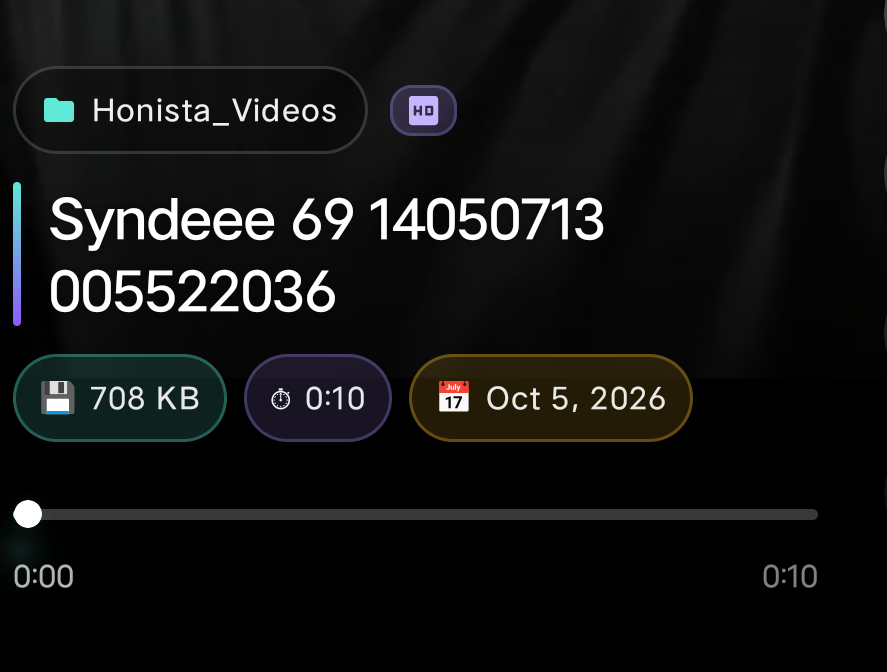 Honista_Videos HD
Syndeee 69 14050713
005522036
708 KB 0:10 July 17 Oct 5, 2026
0:00 0:10